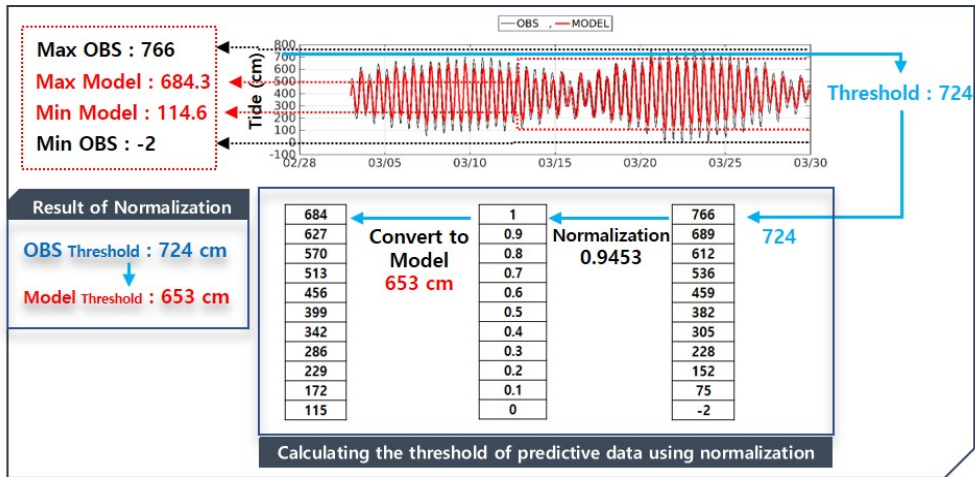 OBS , MODEL
Max OBS : 766
Max Model : 684.3
Min Model : 114.6
Min OBS : -2
Tide (cm)
800
700
600
500
400
300
200
100
0
-100
02/28 03/05 03/10 03/15 03/20 03/25 03/30
Threshold : 724
Result of Normalization
OBS Threshold : 724 cm
Model Threshold : 653 cm
684 1 766
627 0.9 689
570 0.8 612
513 0.7 536
456 0.6 459
399 0.5 382
342 0.4 305
286 0.3 228
229 0.2 152
172 0.1 75
115 0 -2
Convert to
Model
653 cm
Normalization
0.9453
724
Calculating the threshold of predictive data using normalization